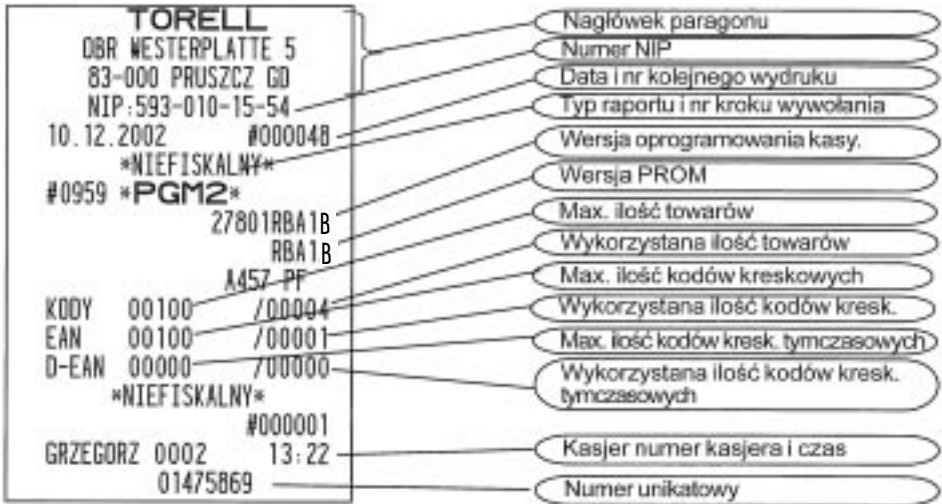 TORELL
OBR WESTERPLATTE 5
83-000 PRUSZCZ GD
NIP:593-010-15-54
10.12.2002 #000048
*NIEFISKALNY*
#0959 *PGM2*
27801RBA1B
RBA1B
A457 PF
KODY 00100 /00004
EAN 00100 /00001
D-EAN 00000 /00000
*NIEFISKALNY*
#000001
GRZEGORZ 0002 13:22
01475869
Nagłówek paragonu
Numer NIP
Data i nr kolejnego wydruku
Typ raportu i nr kroku wywołania
Wersja oprogramowania kasy.
Wersja PROM
Max. ilość towarów
Wykorzystana ilość towarów
Max. ilość kodów kreskowych
Wykorzystana ilość kodów kresk.
Max. ilość kodów kresk. tymczasowych
Wykorzystana ilość kodów kresk.
tymczasowych
Kasjer numer kasjera i czas
Numer unikatowy